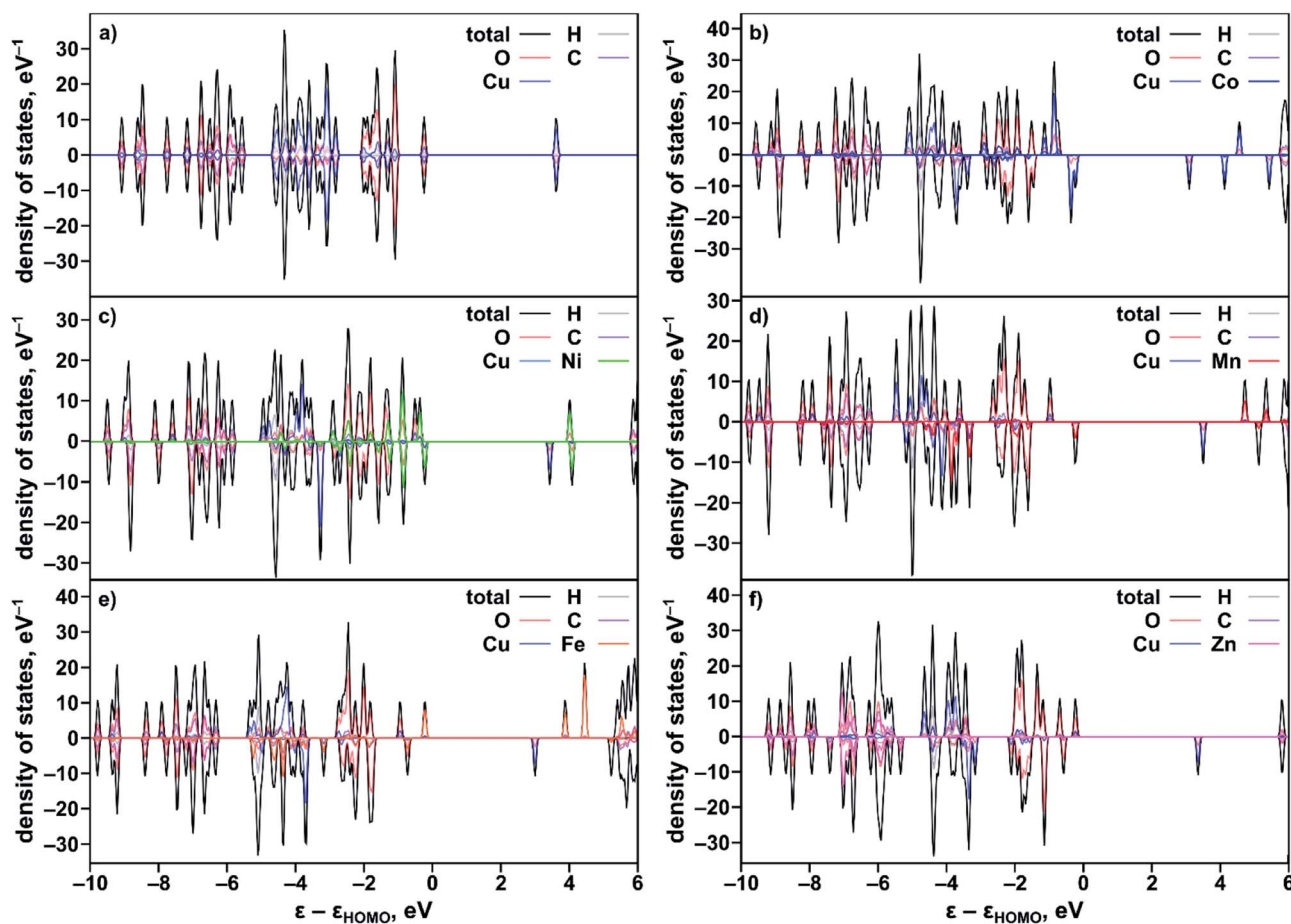 a)
total — H —
O — C —
Cu —
density of states, eV⁻¹
30
20
10
0
−10
−20
−30
b)
total — H —
O — C —
Cu — Co —
density of states, eV⁻¹
40
30
20
10
0
−10
−20
−30
c)
total — H —
O — C —
Cu — Ni —
density of states, eV⁻¹
30
20
10
0
−10
−20
−30
d)
total — H —
O — C —
Cu — Mn —
density of states, eV⁻¹
30
20
10
0
−10
−20
−30
e)
total — H —
O — C —
Cu — Fe —
density of states, eV⁻¹
40
30
20
10
0
−10
−20
−30
−10 −8 −6 −4 −2 0 2 4 6
ε − εHOMO, eV
f)
total — H —
O — C —
Cu — Zn —
density of states, eV⁻¹
40
30
20
10
0
−10
−20
−30
−10 −8 −6 −4 −2 0 2 4 6
ε − εHOMO, eV